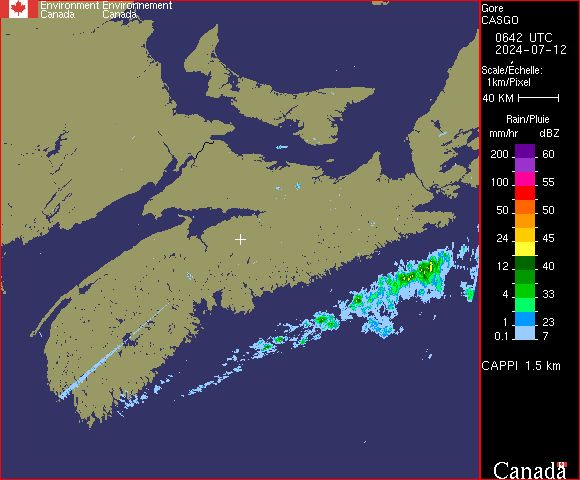 Environment Environnement
Canada Canada
Gore
CASGO
0642 UTC
2024-07-12
Scale/Échelle:
1km/Pixel
40 KM
Rain/Pluie
mm/hr dBZ
200 60
100 55
50 50
24 45
12 40
4 33
1 23
0.1 7
CAPPI 1.5 km
Canada